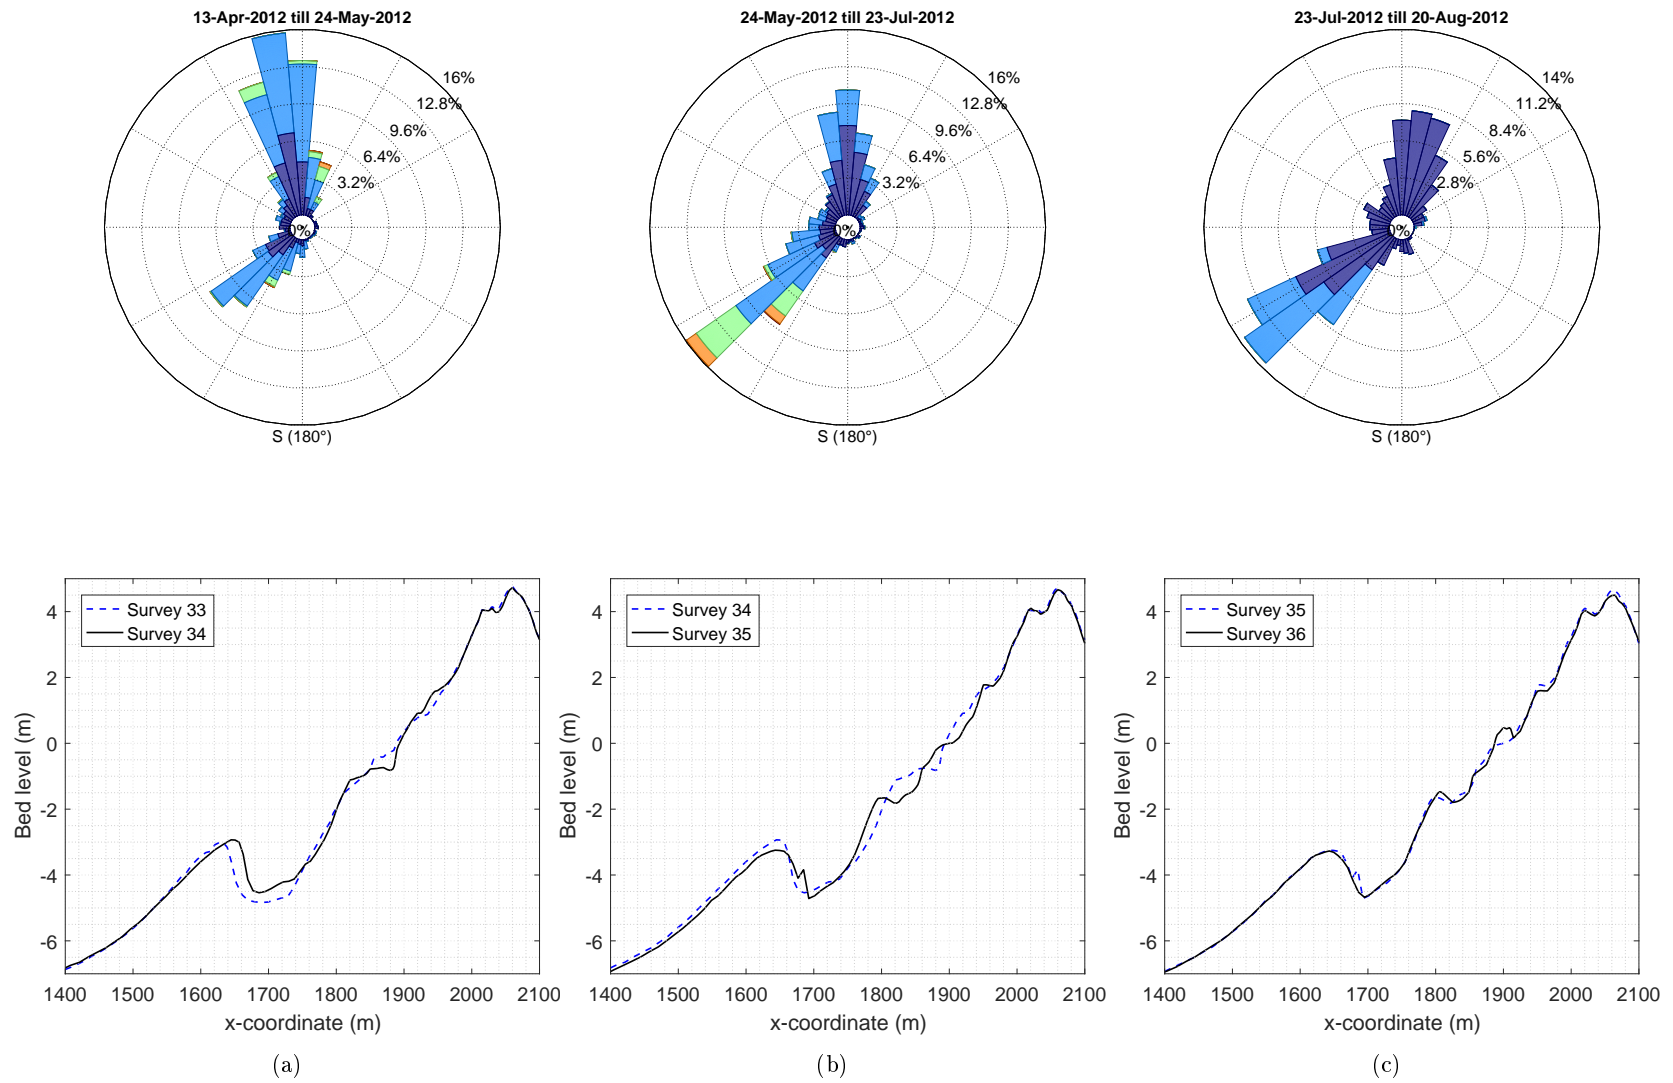 13-Apr-2012 till 24-May-2012
16%
12.8%
9.6%
6.4%
3.2%
0%
S (180°)
24-May-2012 till 23-Jul-2012
16%
12.8%
9.6%
6.4%
3.2%
0%
S (180°)
23-Jul-2012 till 20-Aug-2012
14%
11.2%
8.4%
5.6%
2.8%
0%
S (180°)
Survey 33
Survey 34
4
2
0
-2
-4
-6
Bed level (m)
1400 1500 1600 1700 1800 1900 2000 2100
x-coordinate (m)
(a)
Survey 34
Survey 35
4
2
0
-2
-4
-6
Bed level (m)
1400 1500 1600 1700 1800 1900 2000 2100
x-coordinate (m)
(b)
Survey 35
Survey 36
4
2
0
-2
-4
-6
Bed level (m)
1400 1500 1600 1700 1800 1900 2000 2100
x-coordinate (m)
(c)